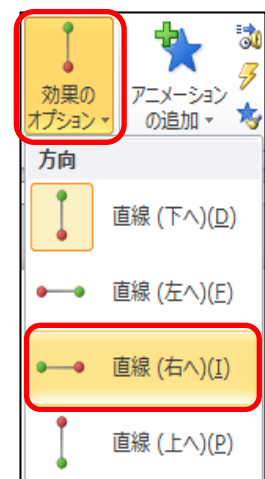 効果の
オプション
アニメーション
の追加
方向
直線 (下へ)(D)
直線 (左へ)(F)
直線 (右へ)(I)
直線 (上へ)(P)